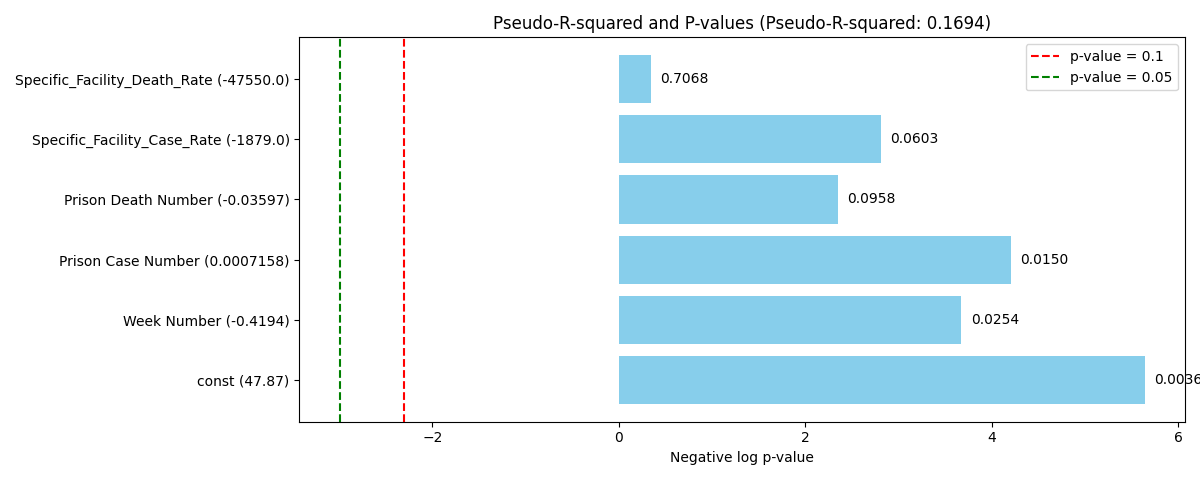 Pseudo-R-squared and P-values (Pseudo-R-squared: 0.1694)
p-value = 0.1
p-value = 0.05
Specific_Facility_Death_Rate (-47550.0)
0.7068
Specific_Facility_Case_Rate (-1879.0)
0.0603
Prison Death Number (-0.03597)
0.0958
Prison Case Number (0.0007158)
0.0150
Week Number (-0.4194)
0.0254
const (47.87)
0.0036
−2 0 2 4 6
Negative log p-value